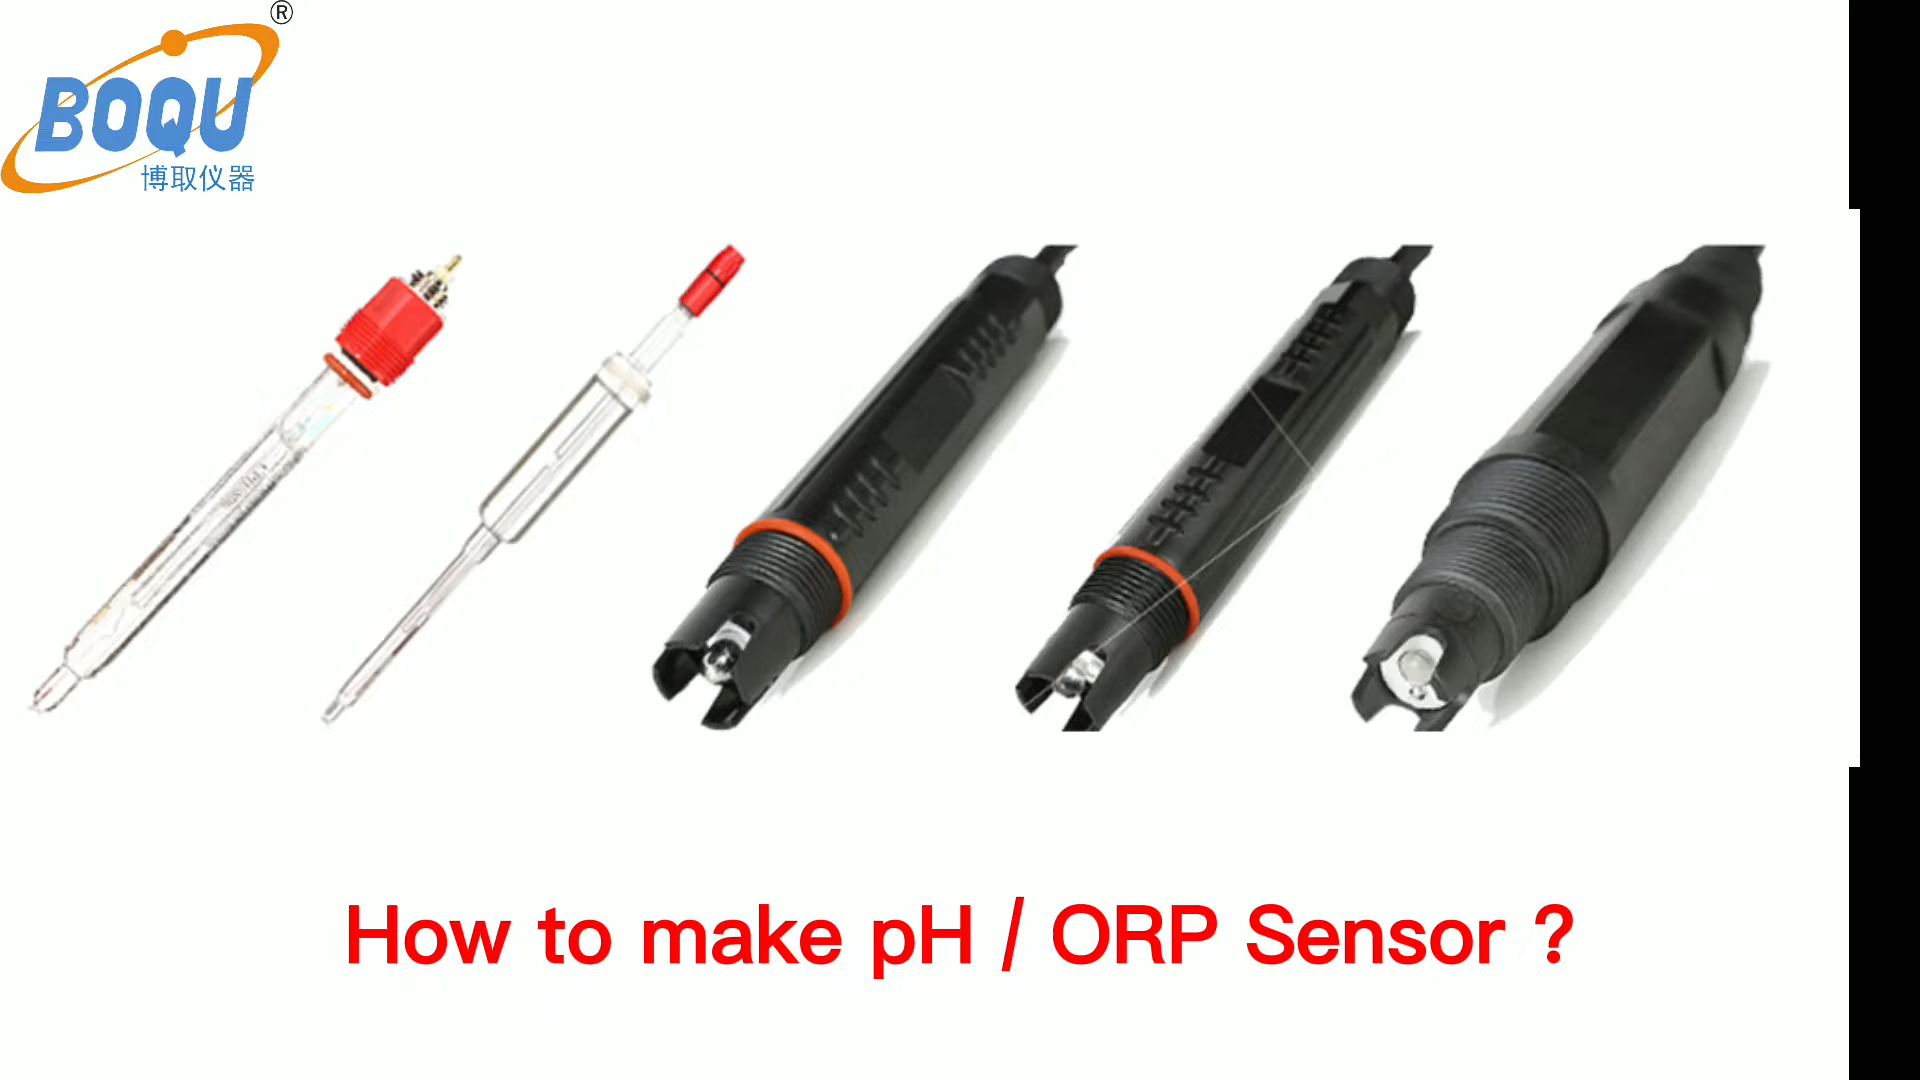 ®
BOQU
博取仪器
How to make pH / ORP Sensor ?